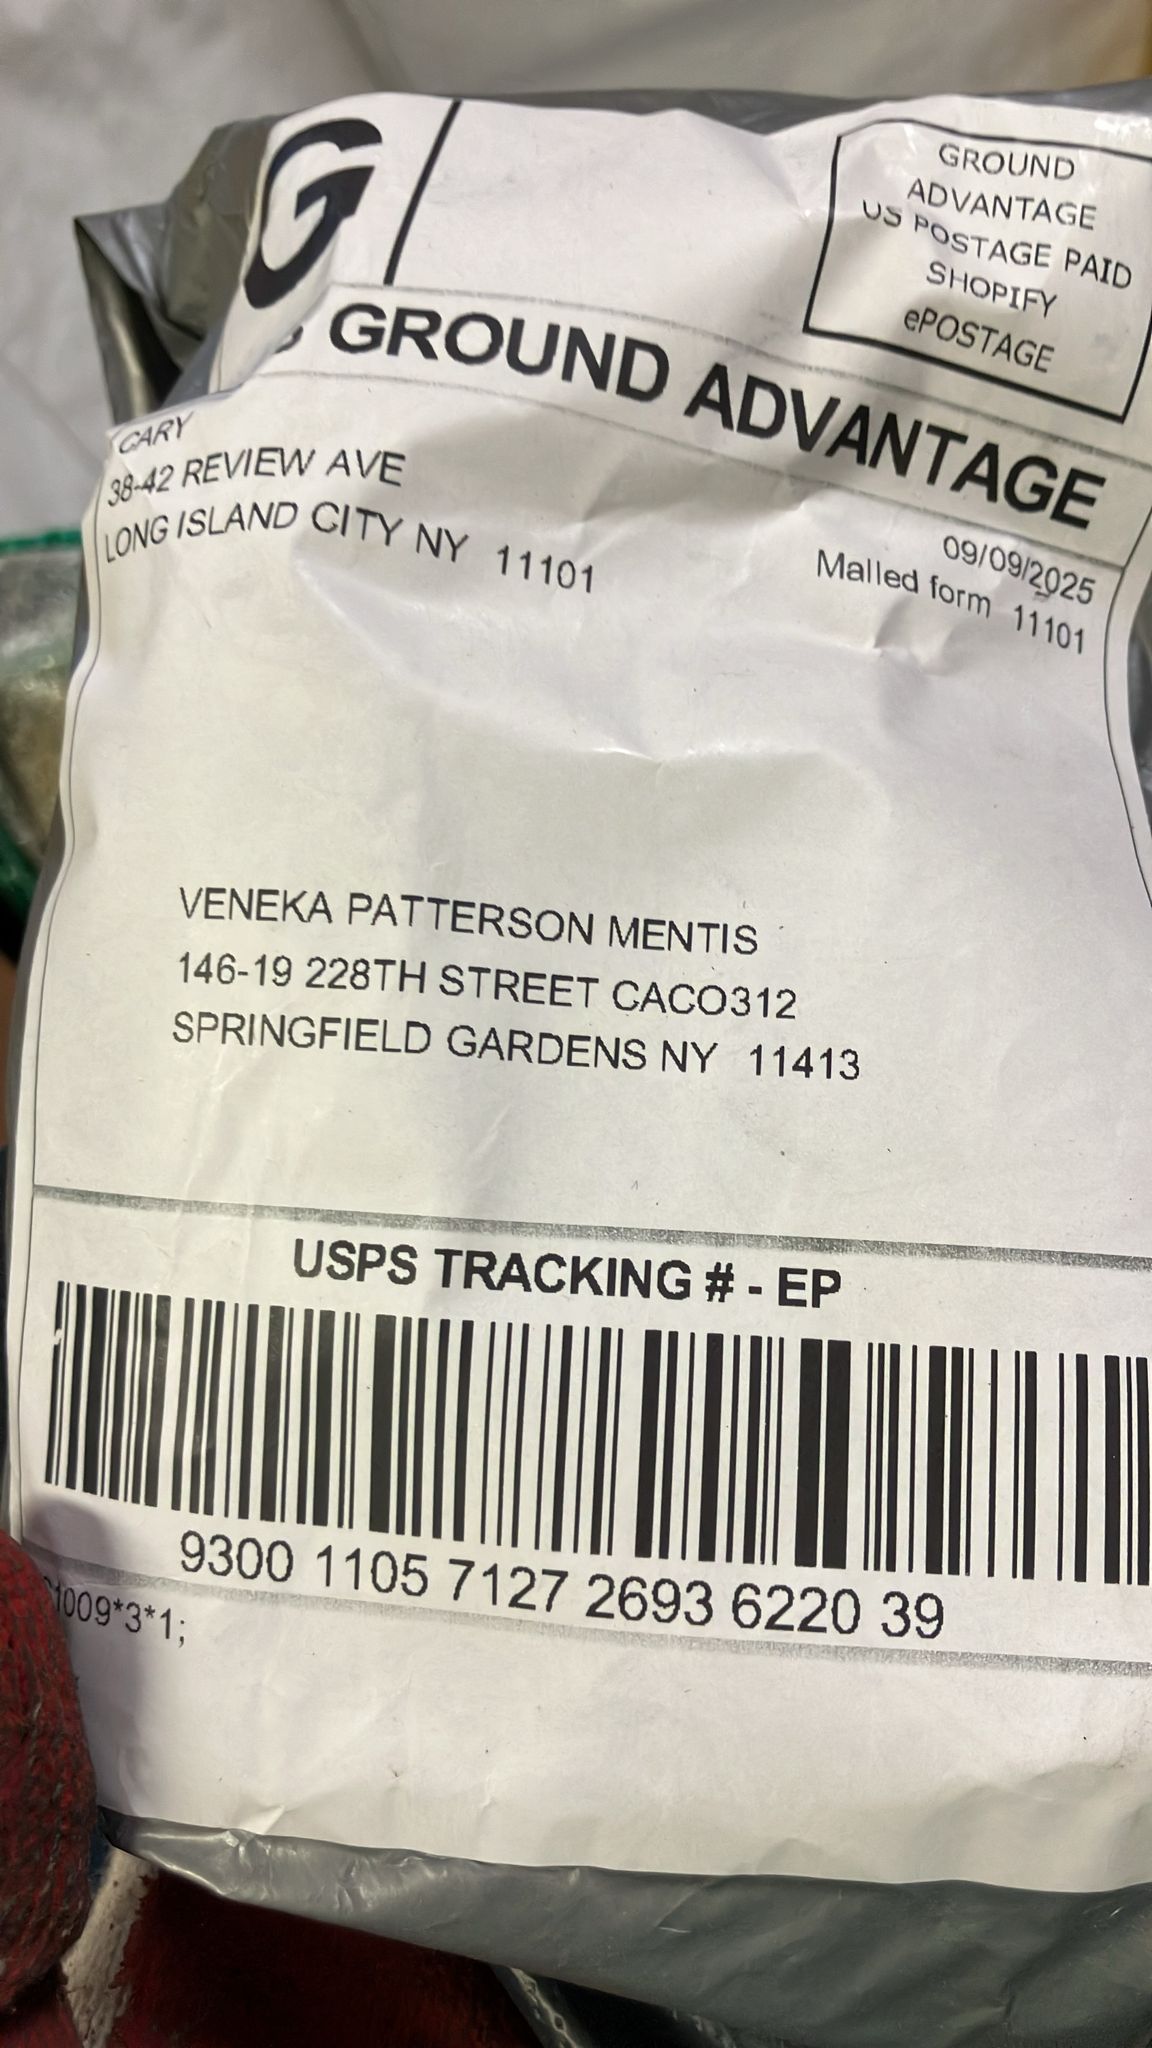 G
GROUND
ADVANTAGE
US POSTAGE PAID
SHOPIFY
ePOSTAGE
GROUND ADVANTAGE
CARY
38-42 REVIEW AVE
LONG ISLAND CITY NY 11101
09/09/2025
Malled form 11101
VENEKA PATTERSON MENTIS
146-19 228TH STREET CACO312
SPRINGFIELD GARDENS NY 11413
USPS TRACKING # - EP
9300 1105 7127 2693 6220 39
1009*3*1;